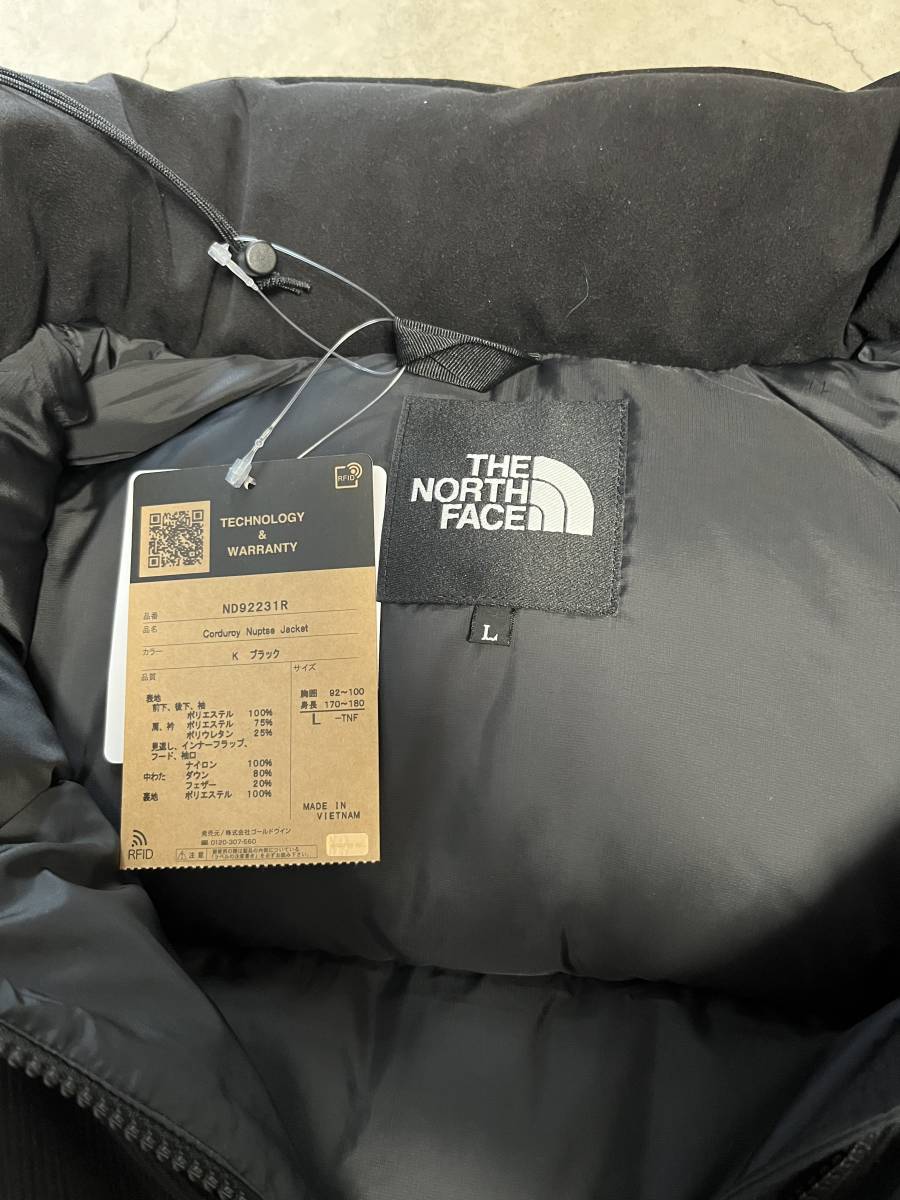 THE
NORTH
FACE
L
RFID
TECHNOLOGY
&
WARRANTY
品番 ND92231R
品名 Corduroy Nuptse Jacket
カラー K ブラック
品質
サイズ
表地
前下、後下、袖
ポリエステル 100%
肩、衿 ポリエステル 75%
ポリウレタン 25%
見返し、インナーフラップ、
フード、袖口
ナイロン 100%
中わた ダウン 80%
フェザー 20%
裏地 ポリエステル 100%
胸囲 92～100
身長 170～180
L -TNF
MADE IN
VIETNAM
発売元/株式会社ゴールドウイン
0120-307-560
RFID
注意